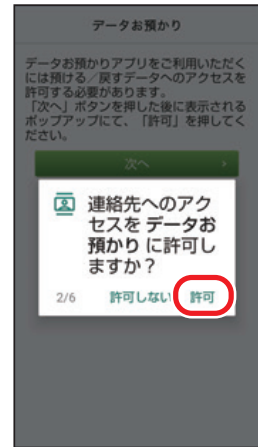 データお預かり
データお預かりアプリをご利用いただく
には預ける／戻すデータへのアクセスを
許可する必要があります。
「次へ」ボタンを押した後に表示される
ポップアップにて、「許可」を押してく
ださい。
次へ
連絡先へのアク
セスを データお
預かり に許可し
ますか？
2/6 許可しない 許可